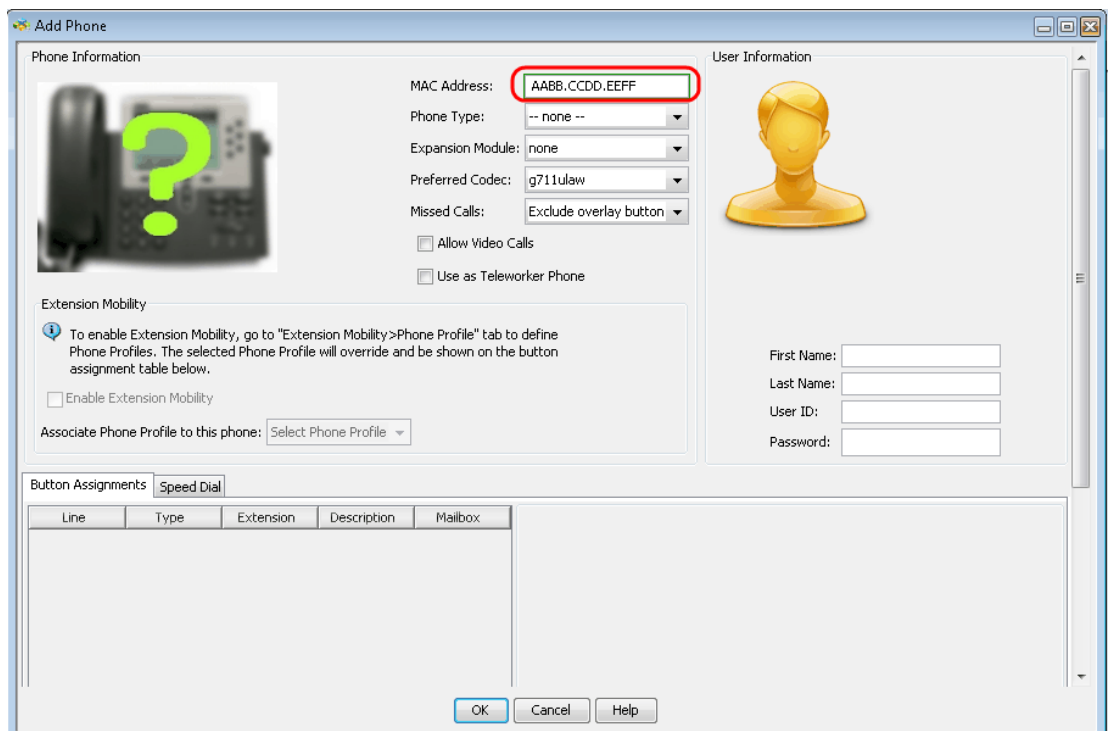 Add Phone
Phone Information
MAC Address: AABB.CCDD.EEFF
Phone Type: -- none --
Expansion Module: none
Preferred Codec: g711ulaw
Missed Calls: Exclude overlay button
Allow Video Calls
Use as Teleworker Phone
Extension Mobility
To enable Extension Mobility, go to "Extension Mobility>Phone Profile" tab to define
Phone Profiles. The selected Phone Profile will override and be shown on the button
assignment table below.
Enable Extension Mobility
Associate Phone Profile to this phone: Select Phone Profile
User Information
First Name:
Last Name:
User ID:
Password:
Button Assignments Speed Dial
Line Type Extension Description Mailbox
OK Cancel Help